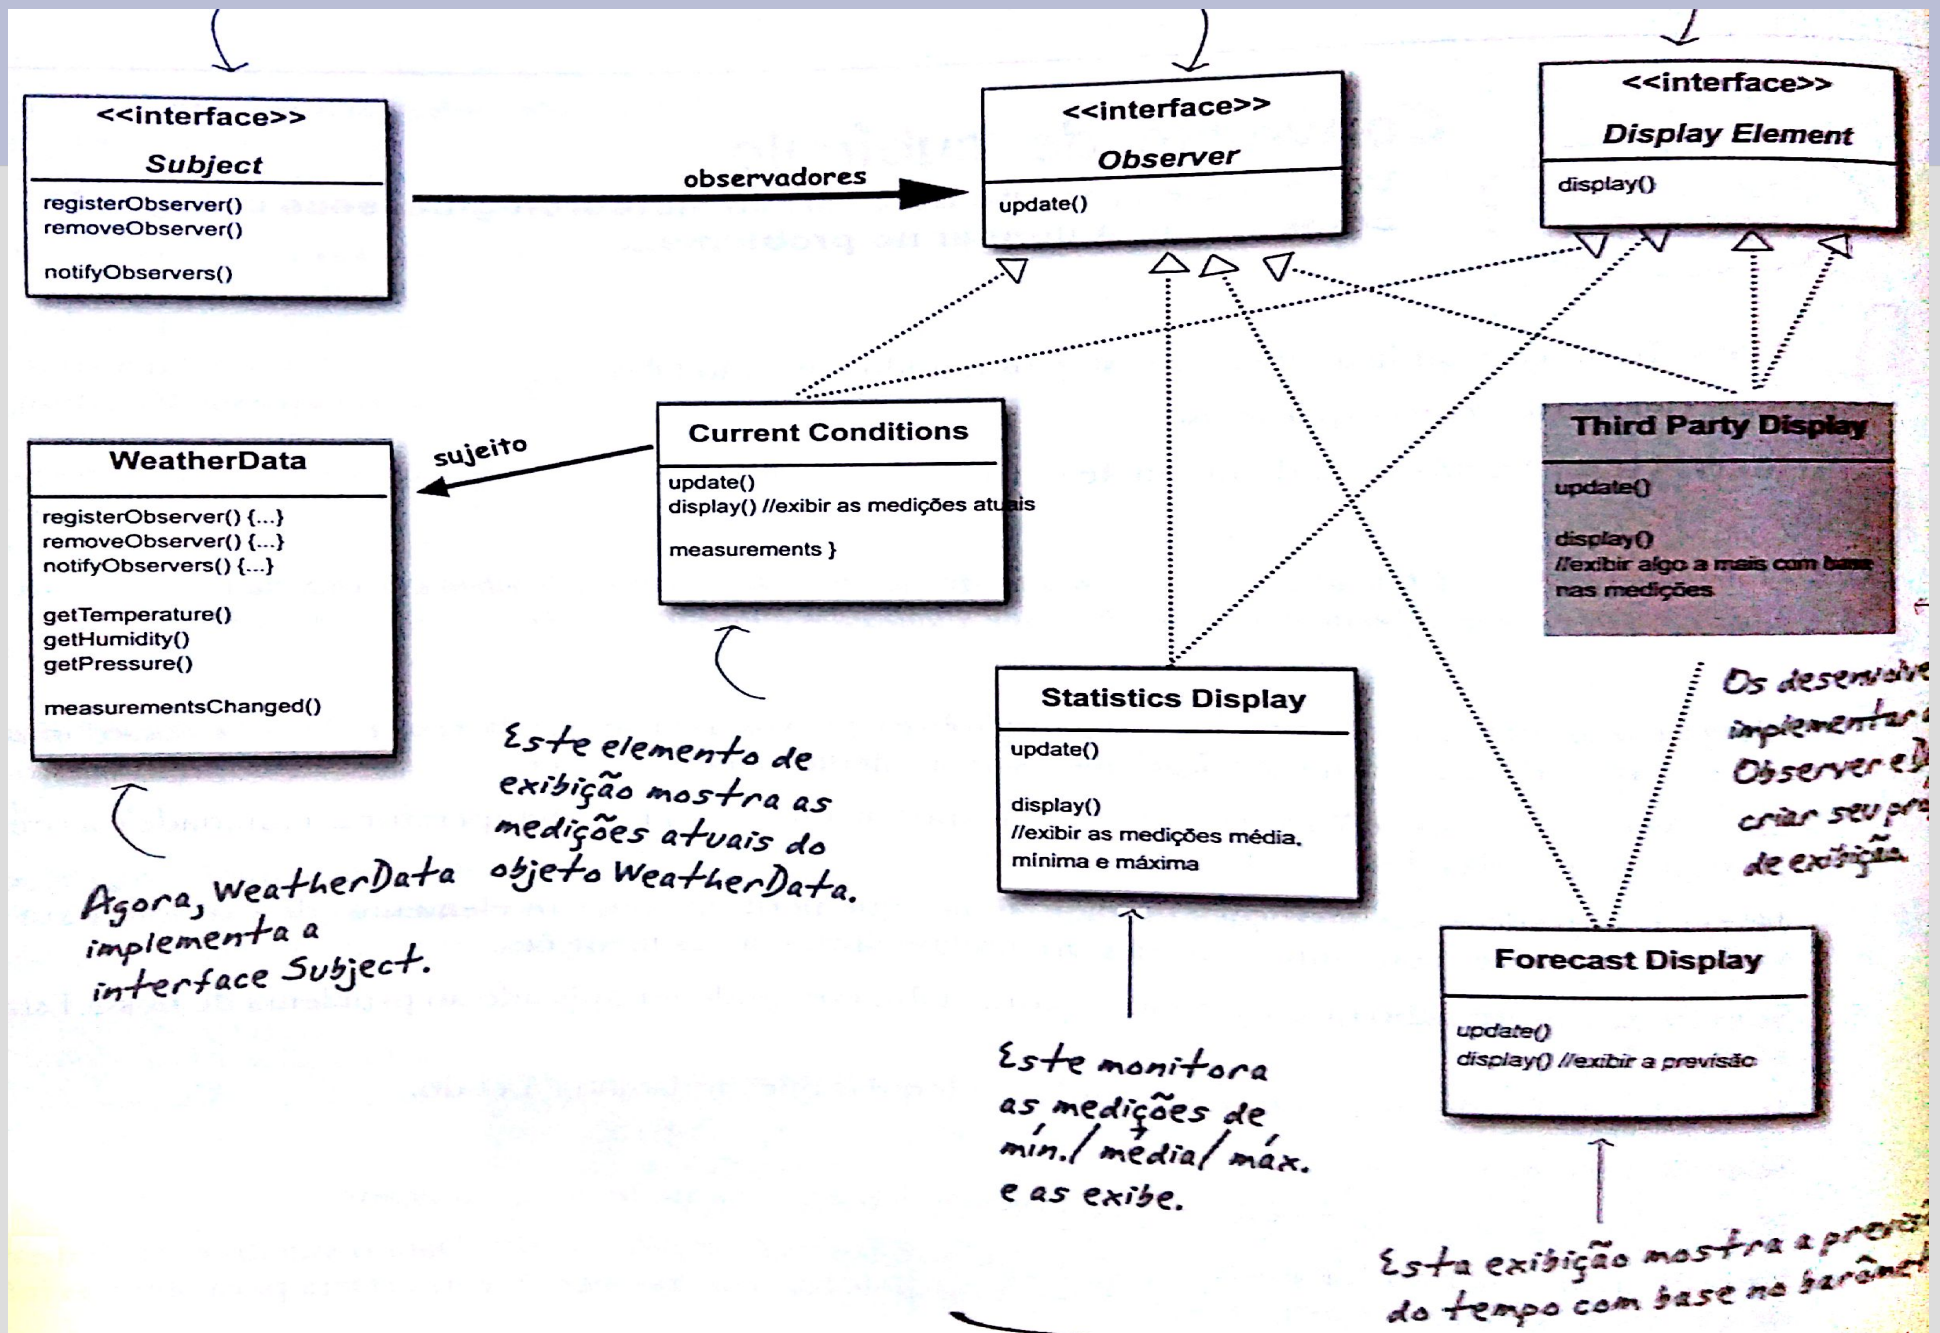 <<interface>>
Subject
registerObserver()
removeObserver()
notifyObservers()
observadores
<<interface>>
Observer
update()
<<interface>>
Display Element
display()
WeatherData
registerObserver() {...}
removeObserver() {...}
notifyObservers() {...}
getTemperature()
getHumidity()
getPressure()
measurementsChanged()
sujeito
Current Conditions
update()
display() //exibir as medições atuais
measurements }
Third Party Display
update()
display()
//exibir algo a mais com base
nas medições
Statistics Display
update()
display()
//exibir as medições média,
mínima e máxima
Forecast Display
update()
display() //exibir a previsão
Agora, WeatherData
implementa a
interface Subject.
Este elemento de
exibição mostra as
medições atuais do
objeto WeatherData.
Este monitora
as medições de
mín./ média/ máx.
e as exibe.
Os
implementar
Observer
criar seu
de exibição.
Esta exibição mostra a
do tempo com base no